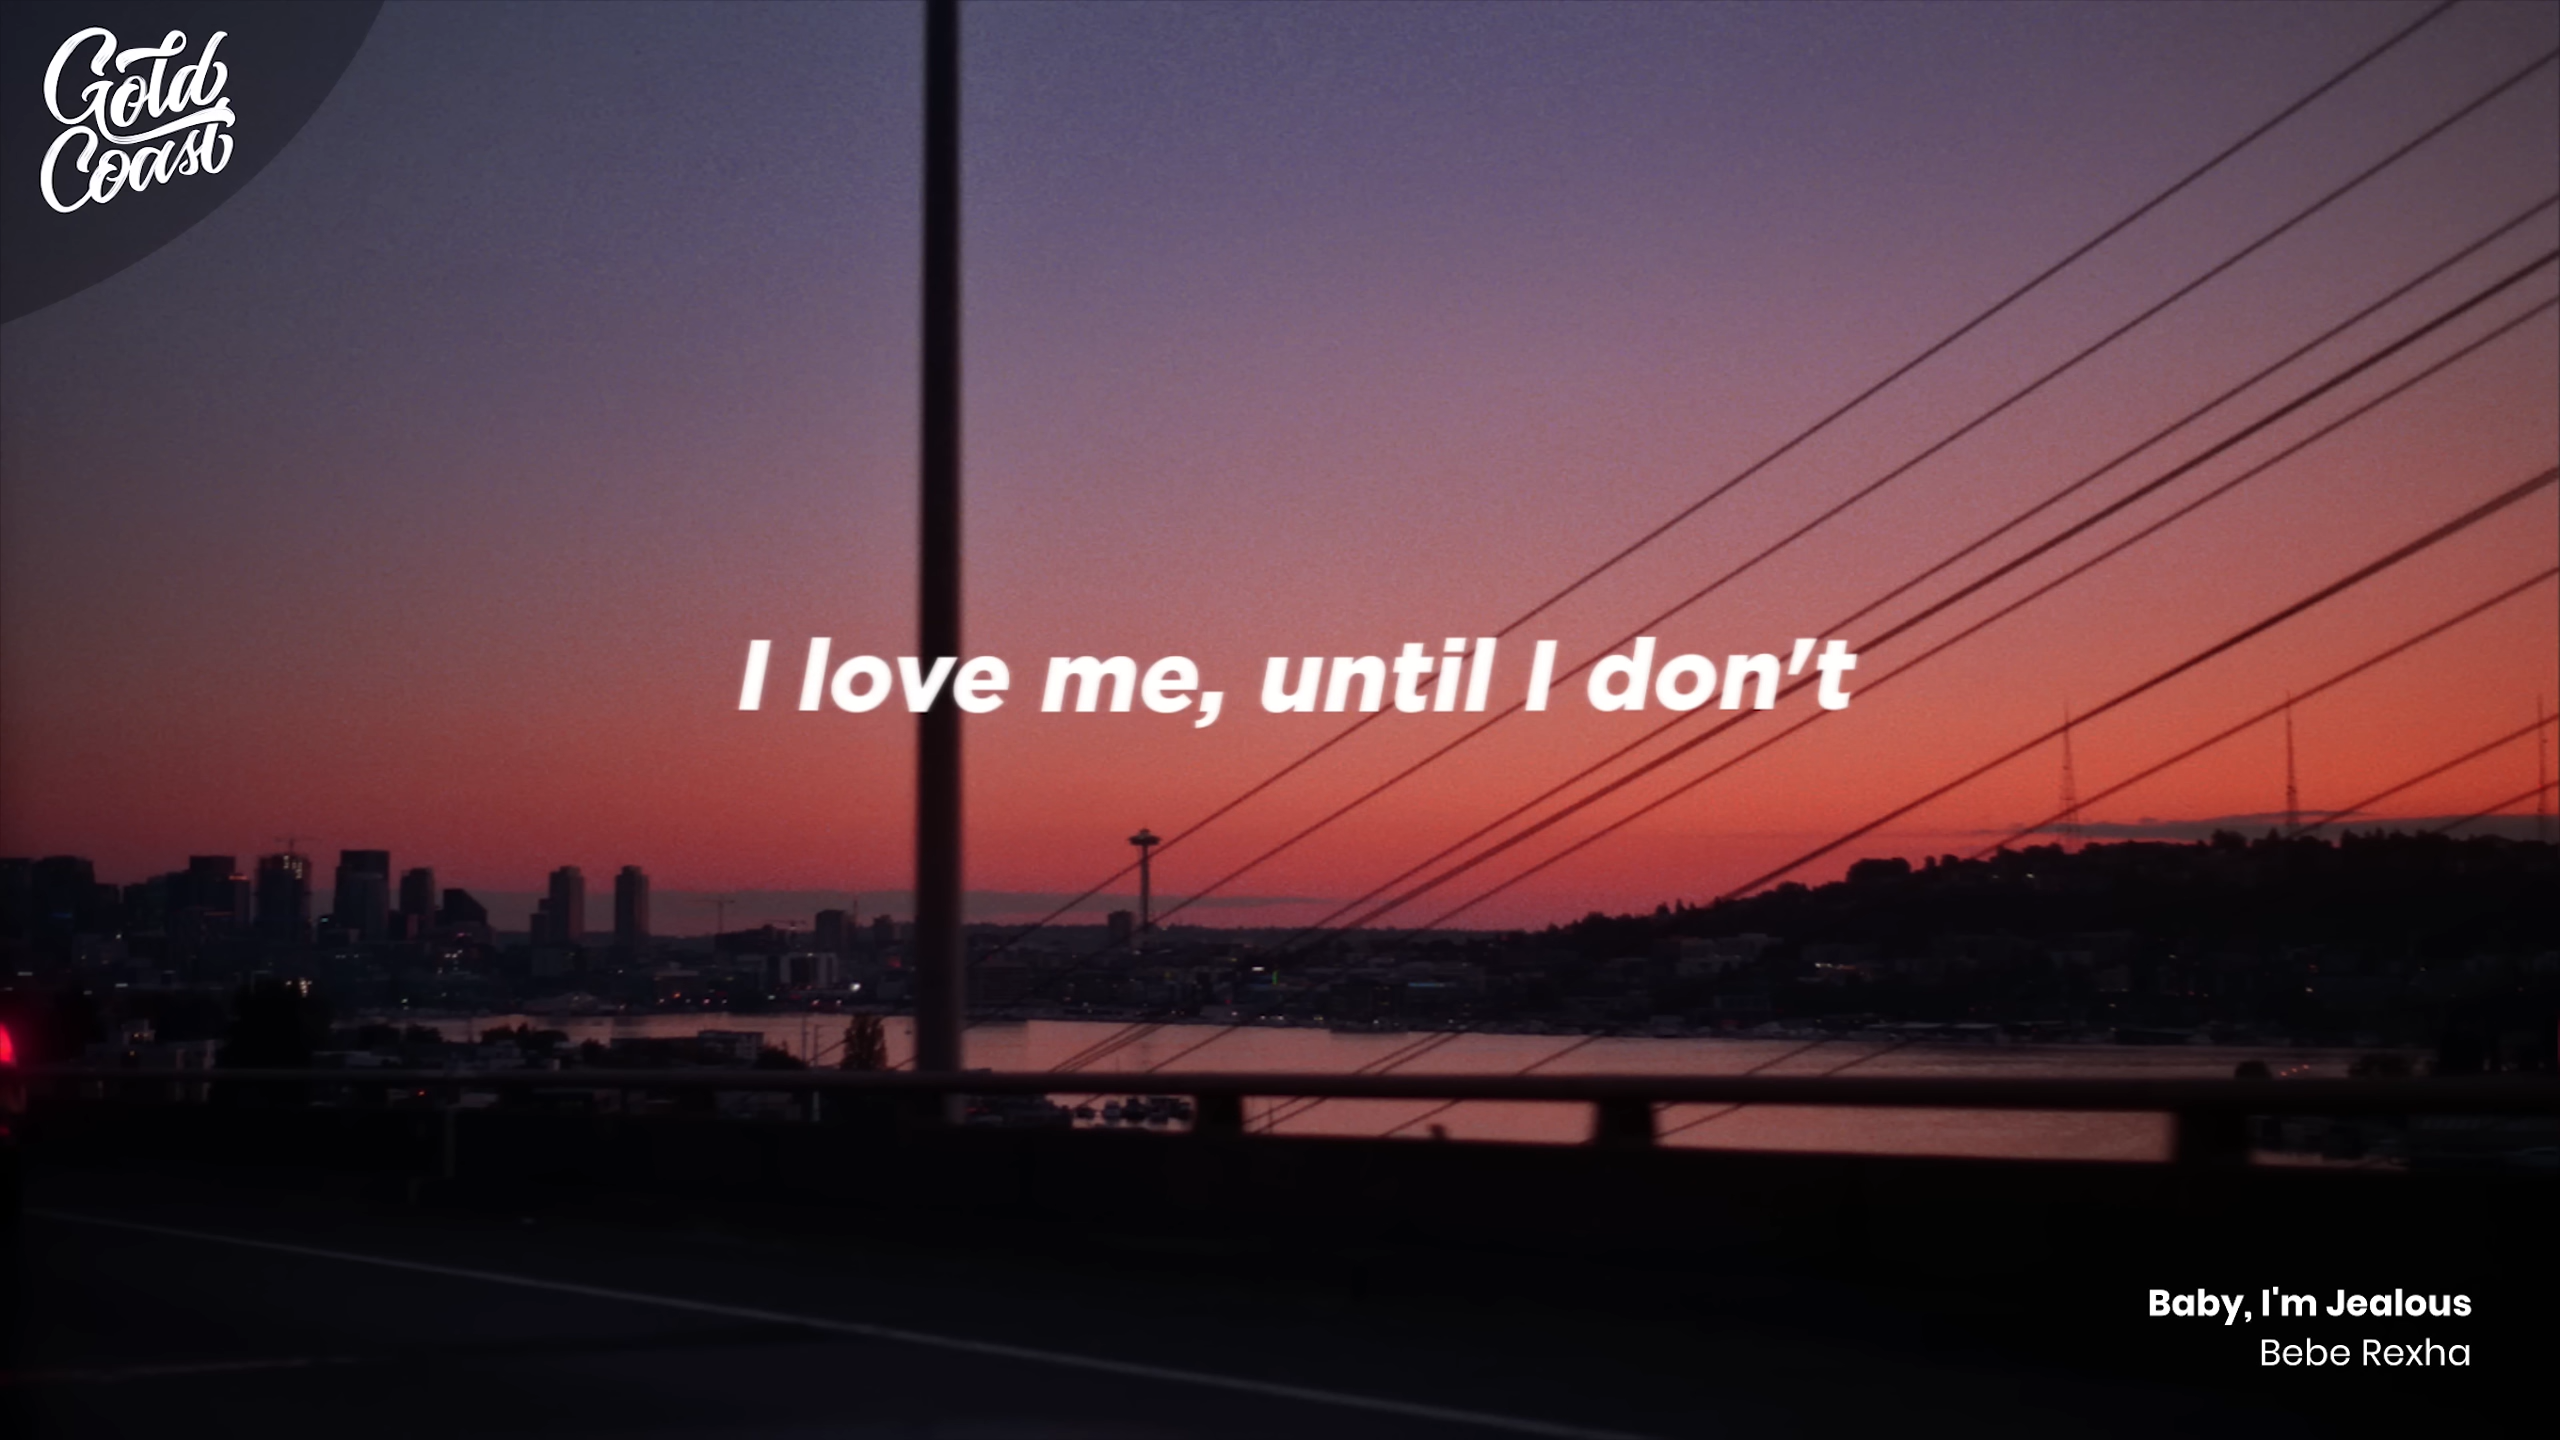 Gold
Coast
I love me, until I don't
Baby, I'm Jealous
Bebe Rexha